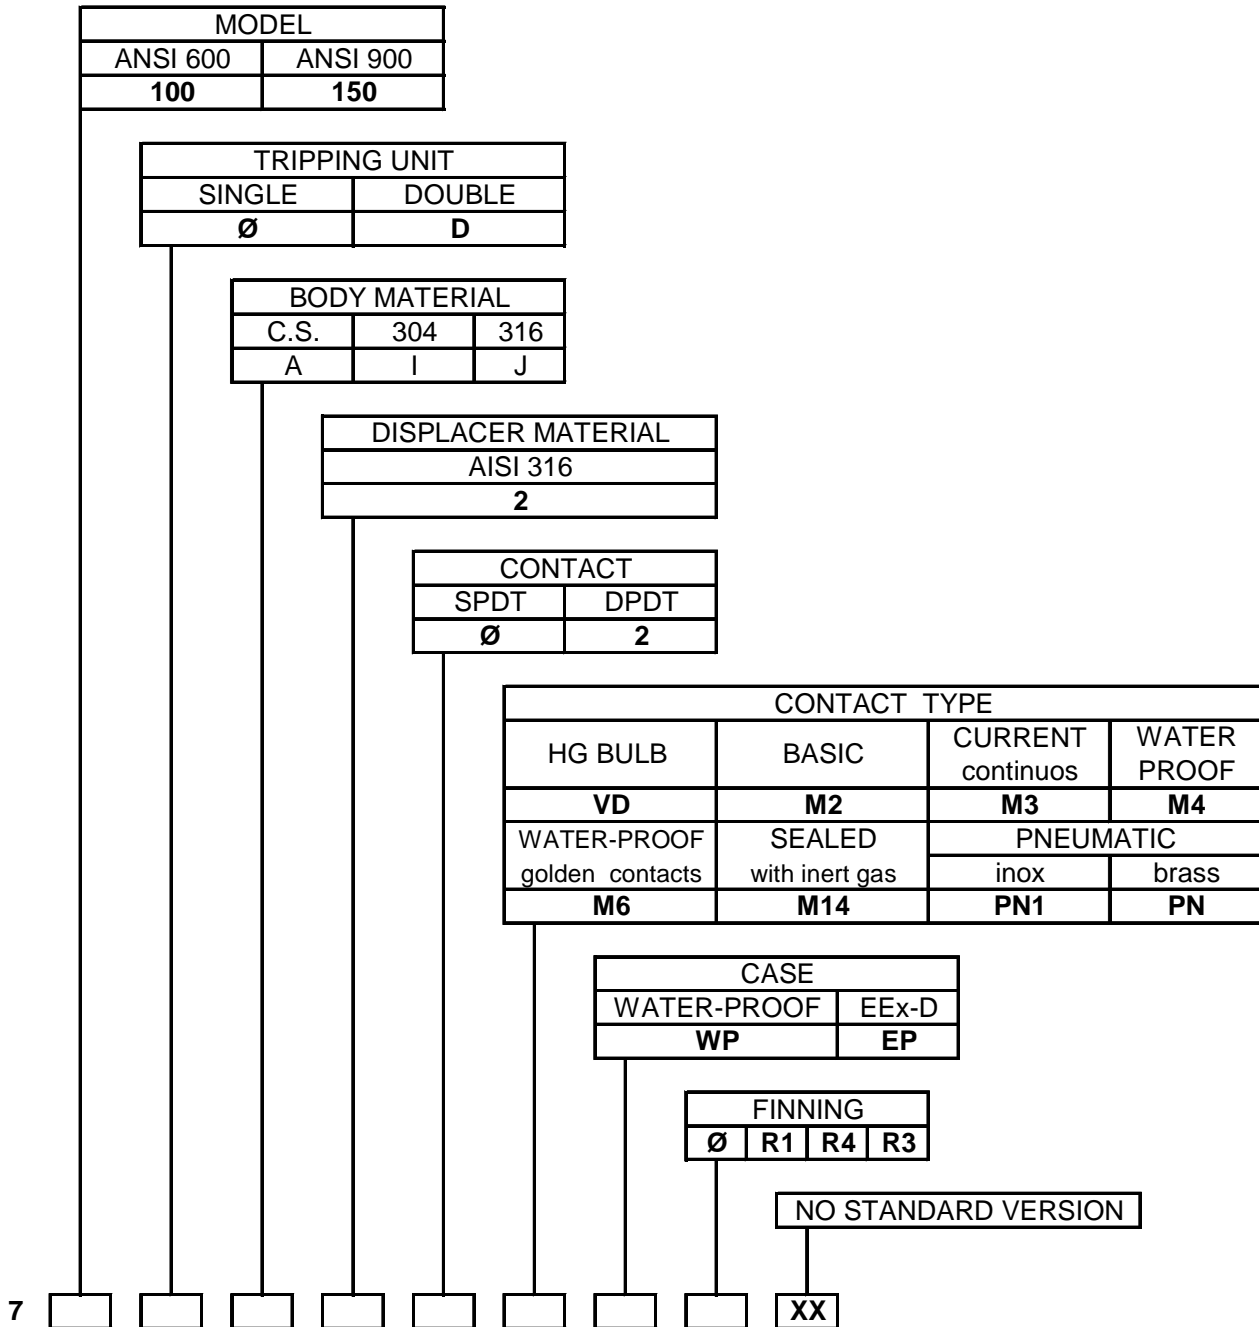 MODEL
ANSI 600 ANSI 900
100 150
TRIPPING UNIT
SINGLE DOUBLE
Ø D
BODY MATERIAL
C.S. 304 316
A I J
DISPLACER MATERIAL
AISI 316
2
CONTACT
SPDT DPDT
Ø 2
CONTACT TYPE
HG BULB BASIC CURRENT continuos WATER PROOF
VD M2 M3 M4
WATER-PROOF golden contacts SEALED with inert gas PNEUMATIC
inox brass
M6 M14 PN1 PN
CASE
WATER-PROOF EEx-D
WP EP
FINNING
Ø R1 R4 R3
NO STANDARD VERSION
7 XX